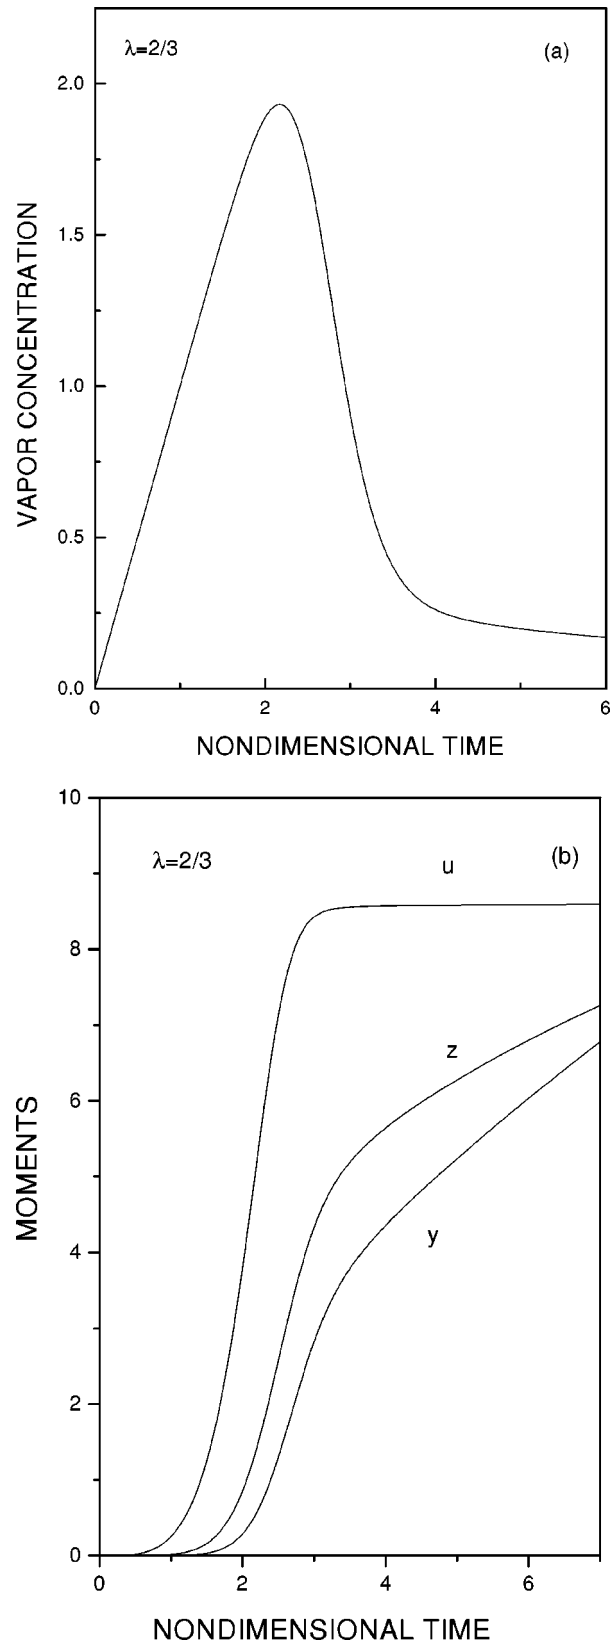 λ=2/3 (a)
2.0
1.5
1.0
0.5
0.0
0 2 4 6
VAPOR CONCENTRATION
NONDIMENSIONAL TIME
10
λ=2/3 u (b)
8
z
6
y
4
2
0
0 2 4 6
MOMENTS
NONDIMENSIONAL TIME